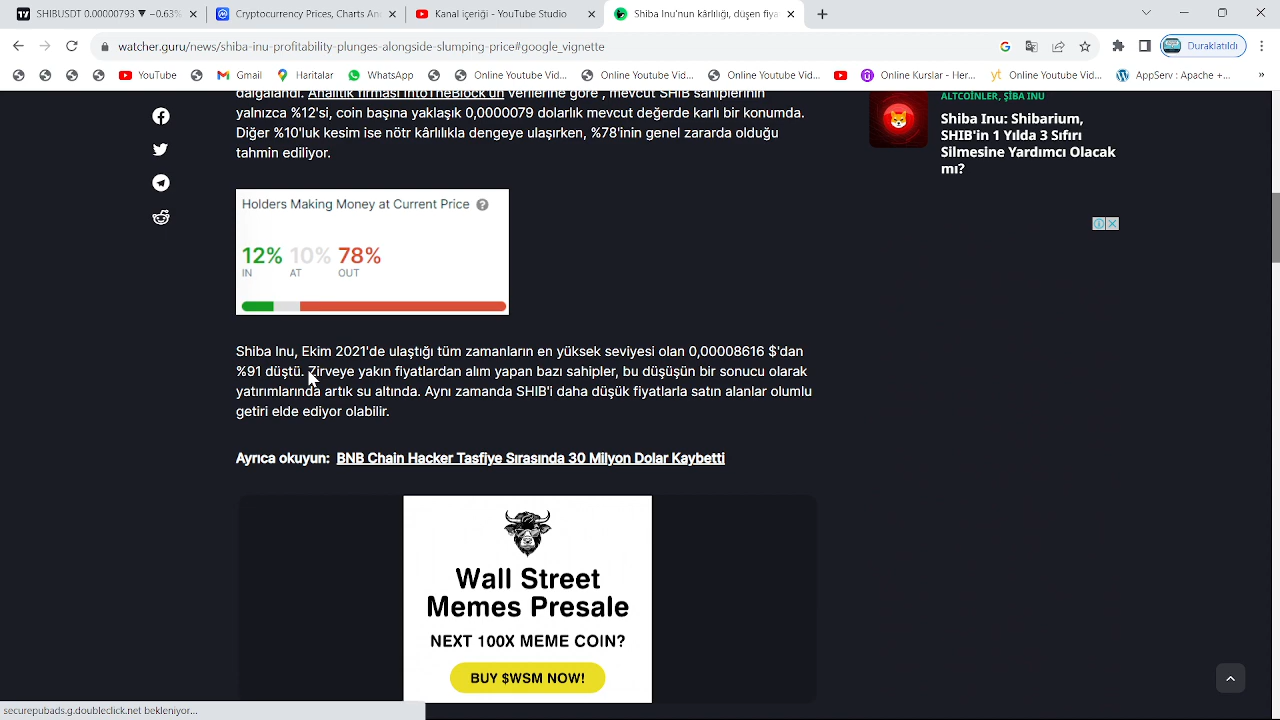 SHIBUSDT 0.00000793 ▼ −0.63%
Cryptocurrency Prices, Charts An
Kanal içeriği - YouTube Studio
Shiba Inu'nun kârlılığı, düşen fiya
watcher.guru/news/shiba-inu-profitability-plunges-alongside-slumping-price#google_vignette
Duraklatıldı
YouTube
Gmail
Haritalar
WhatsApp
Online Youtube Vid...
Online Youtube Vid...
Online Youtube Vid...
Online Kurslar - Her...
Online Youtube Vid...
AppServ : Apache +...
dalgalandı. Analitik firması IntoTheBlock'un verilerine göre , mevcut SHIB sahiplerinin
yalnızca %12'si, coin başına yaklaşık 0,0000079 dolarlık mevcut değerde karlı bir konumda.
Diğer %10'luk kesim ise nötr kârlılıkla dengeye ulaşırken, %78'inin genel zararda olduğu
tahmin ediliyor.
Holders Making Money at Current Price ?
12% 10% 78%
IN AT OUT
Shiba Inu, Ekim 2021'de ulaştığı tüm zamanların en yüksek seviyesi olan 0,00008616 $'dan
%91 düştü. Zirveye yakın fiyatlardan alım yapan bazı sahipler, bu düşüşün bir sonucu olarak
yatırımlarında artık su altında. Aynı zamanda SHIB'i daha düşük fiyatlarla satın alanlar olumlu
getiri elde ediyor olabilir.
Ayrıca okuyun: BNB Chain Hacker Tasfiye Sırasında 30 Milyon Dolar Kaybetti
Wall Street
Memes Presale
NEXT 100X MEME COIN?
BUY $WSM NOW!
ALTCOİNLER, ŞİBA INU
Shiba Inu: Shibarium,
SHIB'in 1 Yılda 3 Sıfırı
Silmesine Yardımcı Olacak
mı?
securepubads.g.doubleclick.net bekleniyor...